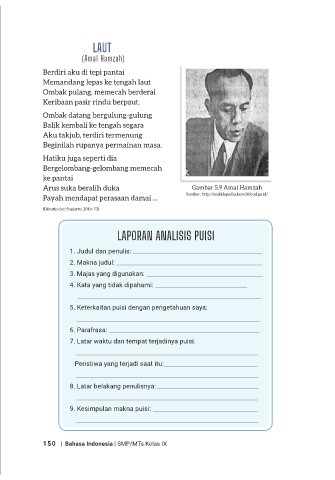 LAUT
(Amal Hamzah)
Berdiri aku di tepi pantai
Memandang lepas ke tengah laut
Ombak pulang, memecah berderai
Keribaan pasir rindu berpaut.
Ombak datang bergulung-gulung
Balik kembali ke tengah segara
Aku takjub, terdiri termenung
Beginilah rupanya permainan masa.
Hatiku juga seperti dia
Bergelombang-gelombang memecah
ke pantai
Arus suka beralih duka
Payah mendapat perasaan damai ...
(Dikutip dari Sugiarto, 2014: 73)
Gambar 5.9 Amal Hamzah
Sumber: http://ensiklopedia.kemdikbud.go.id/
LAPORAN ANALISIS PUISI
1. Judul dan penulis:
2. Makna judul:
3. Majas yang digunakan:
4. Kata yang tidak dipahami:
5. Keterkaitan puisi dengan pengetahuan saya:
6. Parafrasa:
7. Latar waktu dan tempat terjadinya puisi:
Peristiwa yang terjadi saat itu:
8. Latar belakang penulisnya:
9. Kesimpulan makna puisi:
150 | Bahasa Indonesia | SMP/MTs Kelas IX